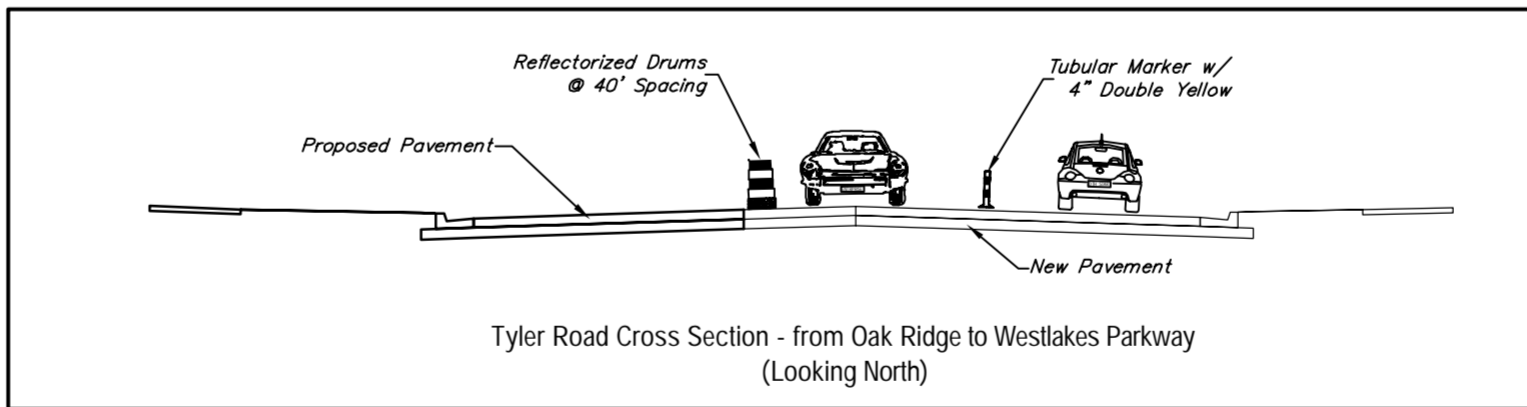 Reflectorized Drums
@ 40' Spacing
Tubular Marker w/
4" Double Yellow
Proposed Pavement
New Pavement
Tyler Road Cross Section - from Oak Ridge to Westlakes Parkway
(Looking North)